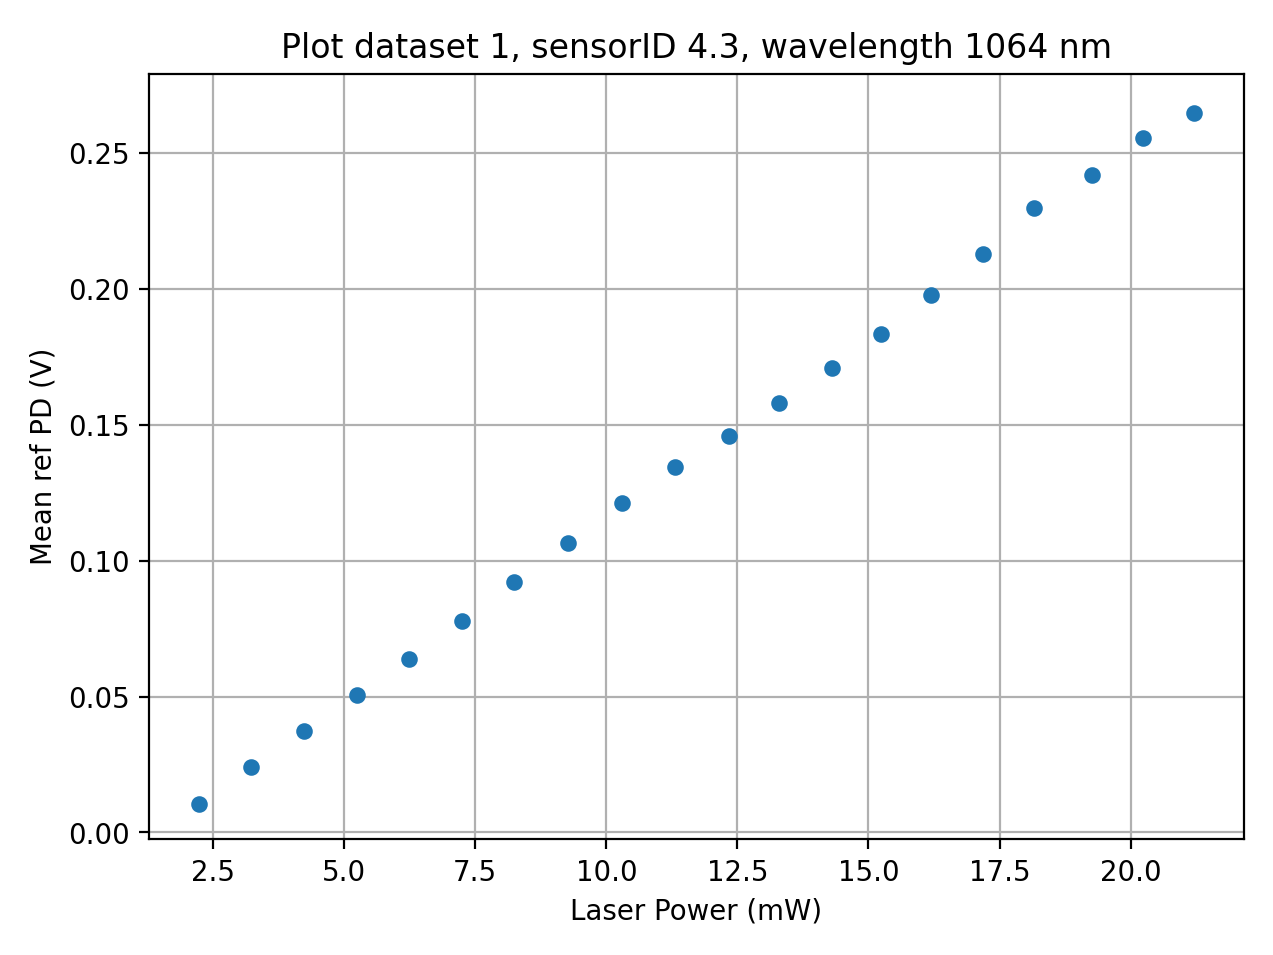 Plot dataset 1, sensorID 4.3, wavelength 1064 nm
0.25
0.20
0.15
0.10
0.05
0.00
Mean ref PD (V)
2.5 5.0 7.5 10.0 12.5 15.0 17.5 20.0
Laser Power (mW)